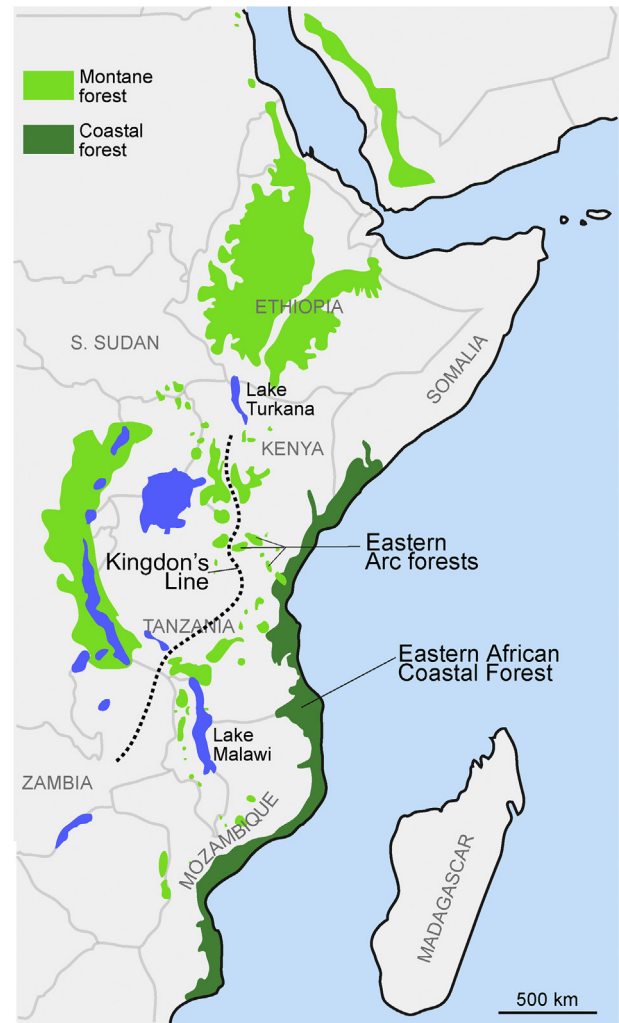 Montane
forest
Coastal
forest
ETHIOPIA
S. SUDAN
SOMALIA
Lake
Turkana
KENYA
Eastern
Arc forests
Kingdon's
Line
TANZANIA
Eastern African
Coastal Forest
Lake
Malawi
ZAMBIA
MOZAMBIQUE
MADAGASCAR
500 km